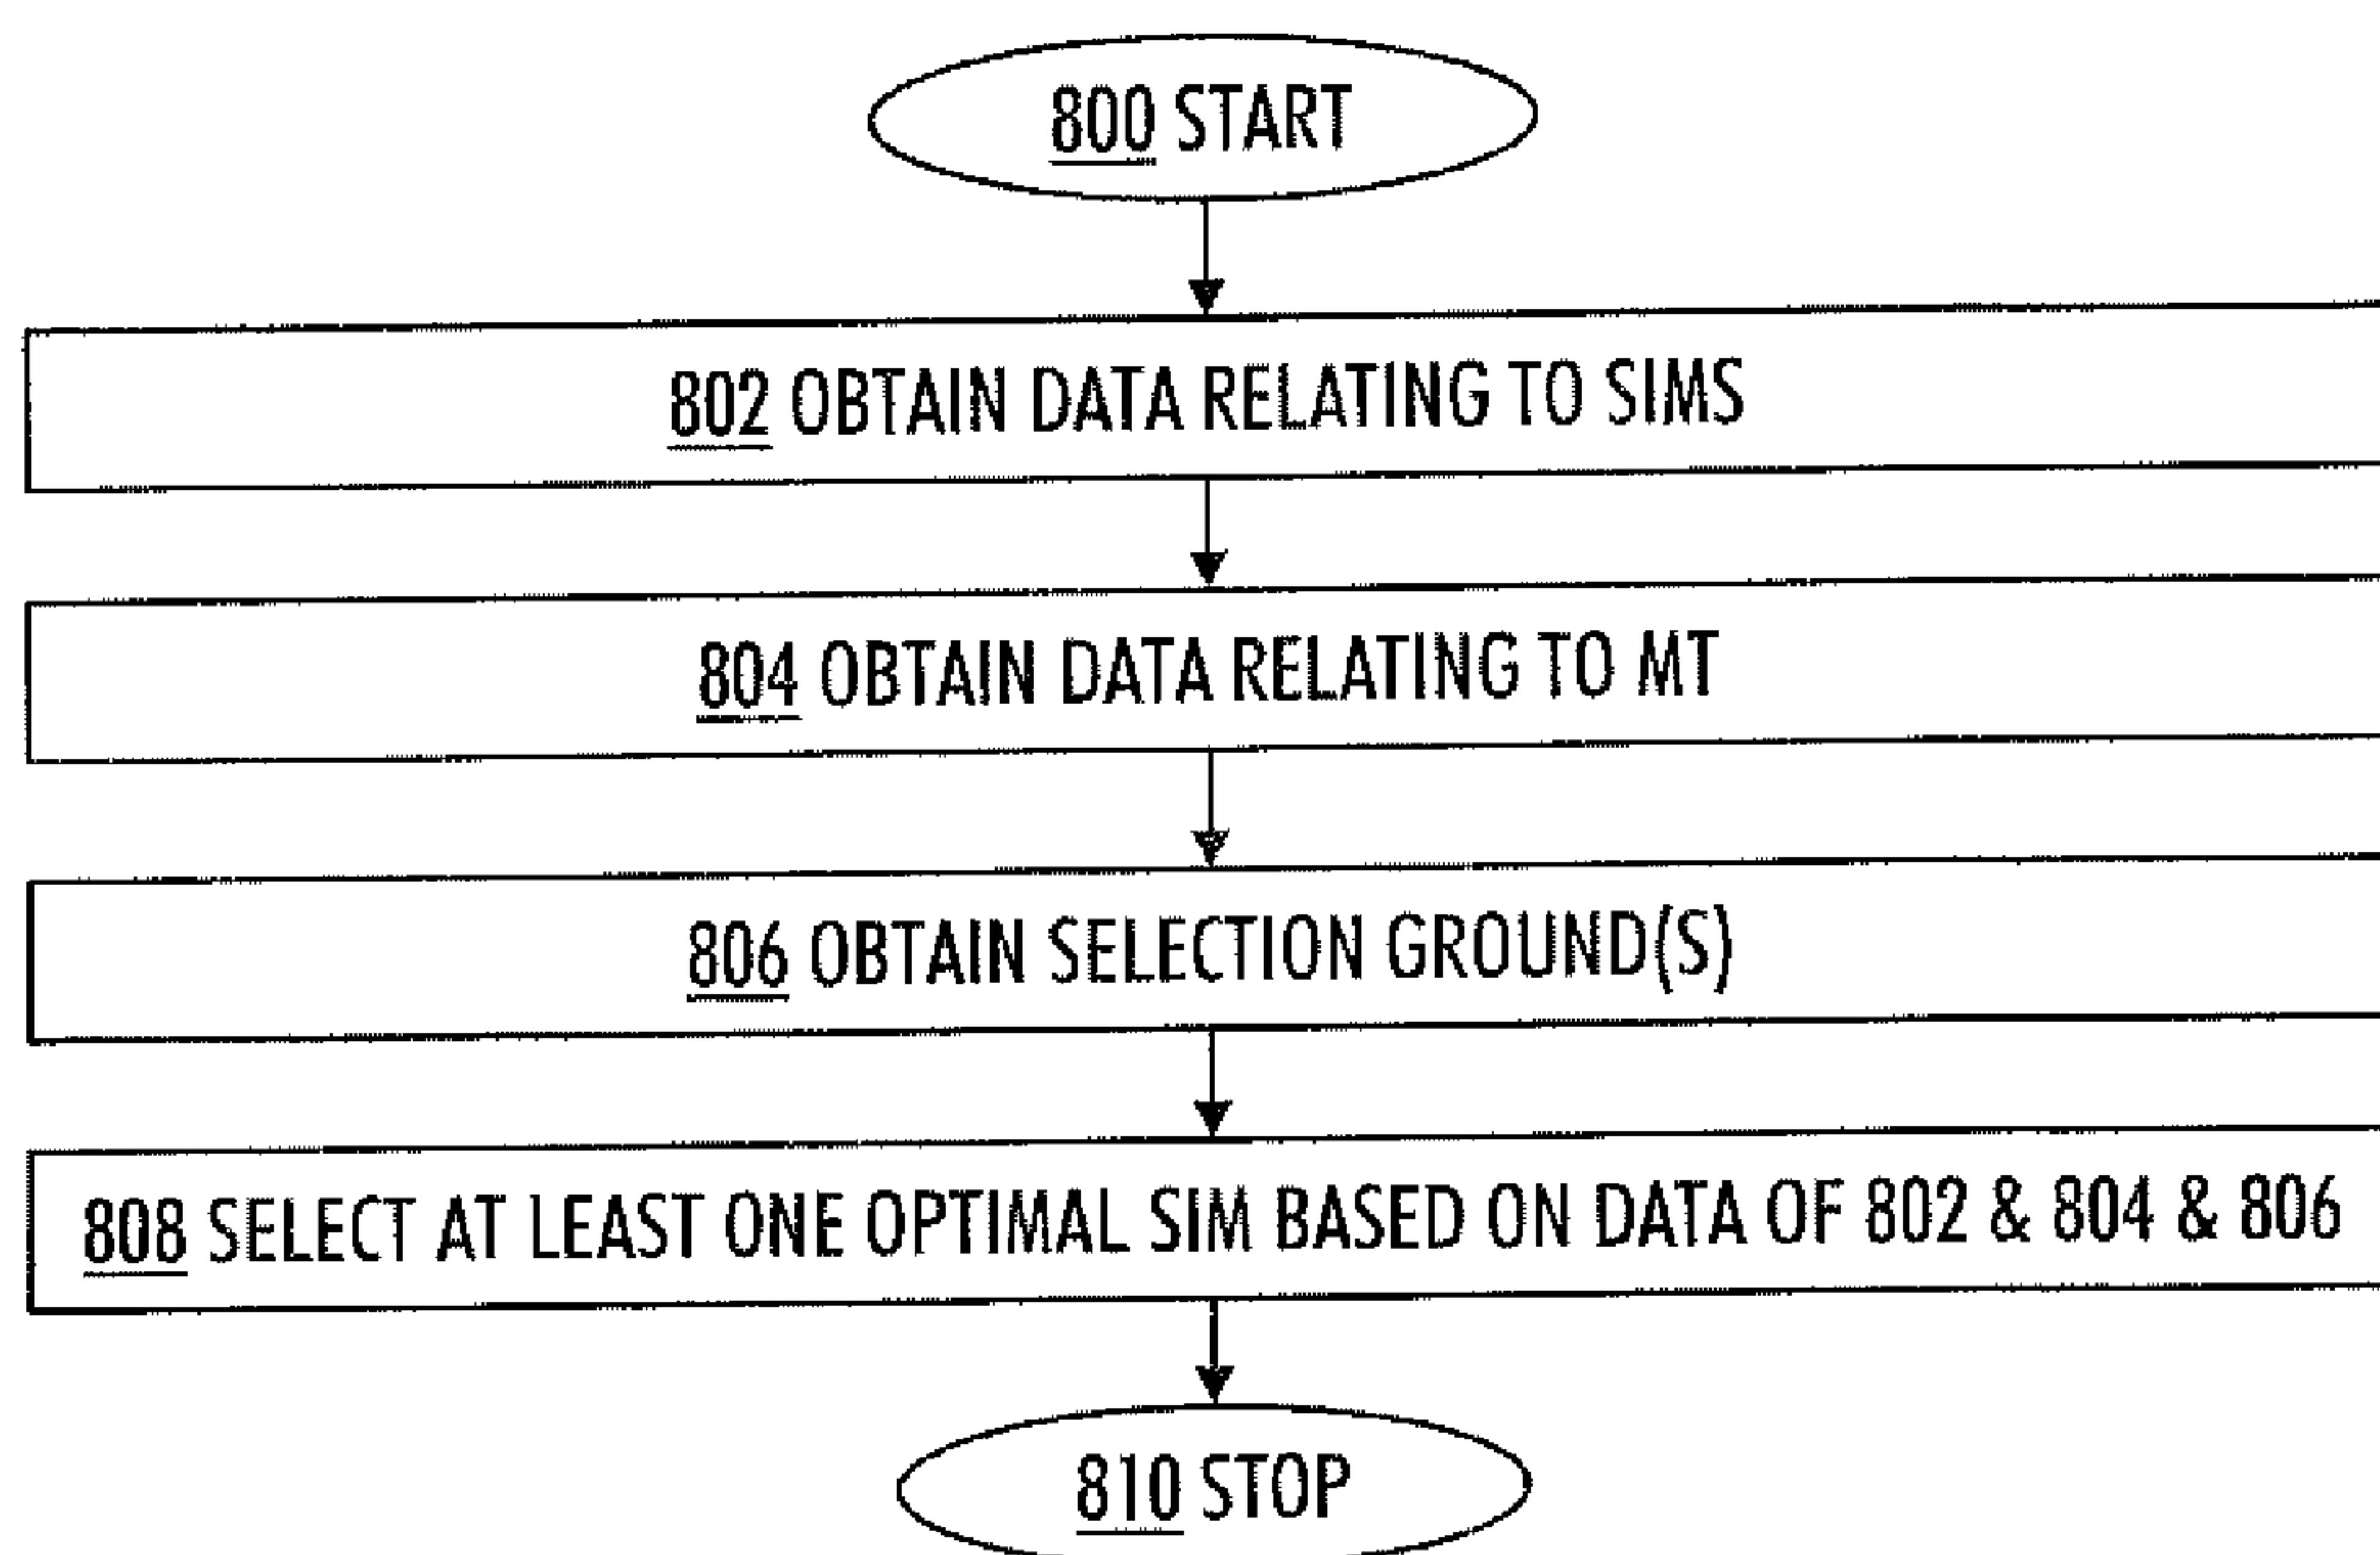 800 START
802 OBTAIN DATA RELATING TO SIMS
804 OBTAIN DATA RELATING TO MT
806 OBTAIN SELECTION GROUND(S)
808 SELECT AT LEAST ONE OPTIMAL SIM BASED ON DATA OF 802 & 804 & 806
810 STOP